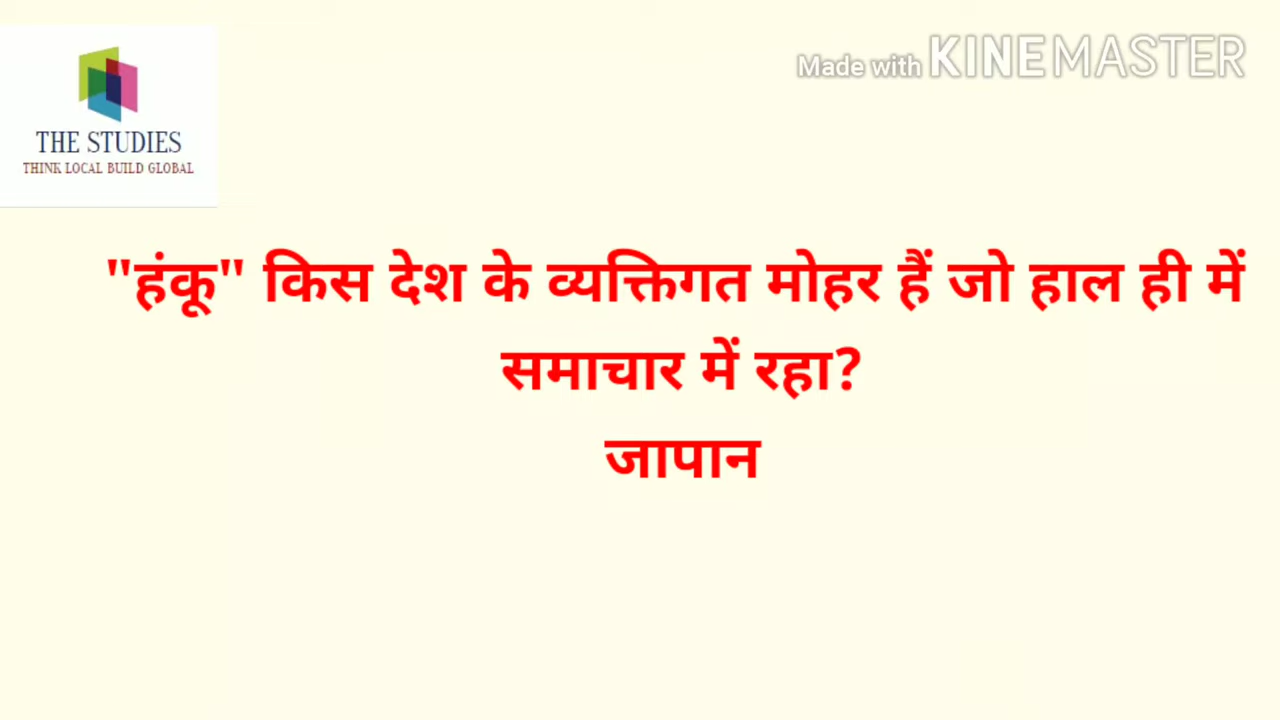 Made with KINEMASTER
THE STUDIES
THINK LOCAL BUILD GLOBAL
"हंकू" किस देश के व्यक्तिगत मोहर हैं जो हाल ही में
समाचार में रहा?
जापान